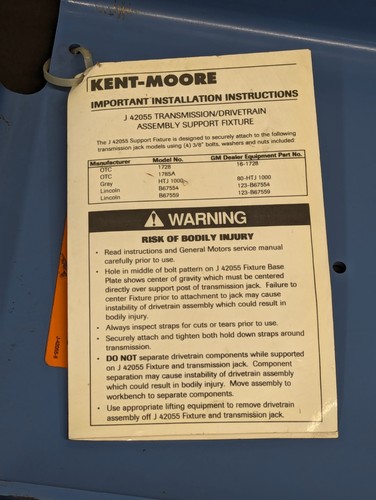 KENT-MOORE
IMPORTANT INSTALLATION INSTRUCTIONS
J 42055 TRANSMISSION/DRIVETRAIN
ASSEMBLY SUPPORT FIXTURE
The J 42055 Support Fixture is designed to securely attach to the following
transmission jack models using (4) 3/8" bolts, washers and nuts included:
Manufacturer Model No. GM Dealer Equipment Part No.
OTC 1728 16-1728
OTC 1785A
Gray HTJ 1000 80-HTJ 1000
Lincoln B67554 123-B67554
Lincoln B67559 123-B67559
WARNING
RISK OF BODILY INJURY
• Read instructions and General Motors service manual
carefully prior to use.
• Hole in middle of bolt pattern on J 42055 Fixture Base
Plate shows center of gravity which must be centered
directly over support post of transmission jack. Failure to
center Fixture prior to attachment to jack may cause
instability of drivetrain assembly which could result in
bodily injury.
• Always inspect straps for cuts or tears prior to use.
• Securely attach and tighten both hold down straps around
transmission.
• DO NOT separate drivetrain components while supported
on J 42055 Fixture and transmission jack. Component
separation may cause instability of drivetrain assembly
which could result in bodily injury. Move assembly to
workbench to separate components.
• Use appropriate lifting equipment to remove drivetrain
assembly off J 42055 Fixture and transmission jack.